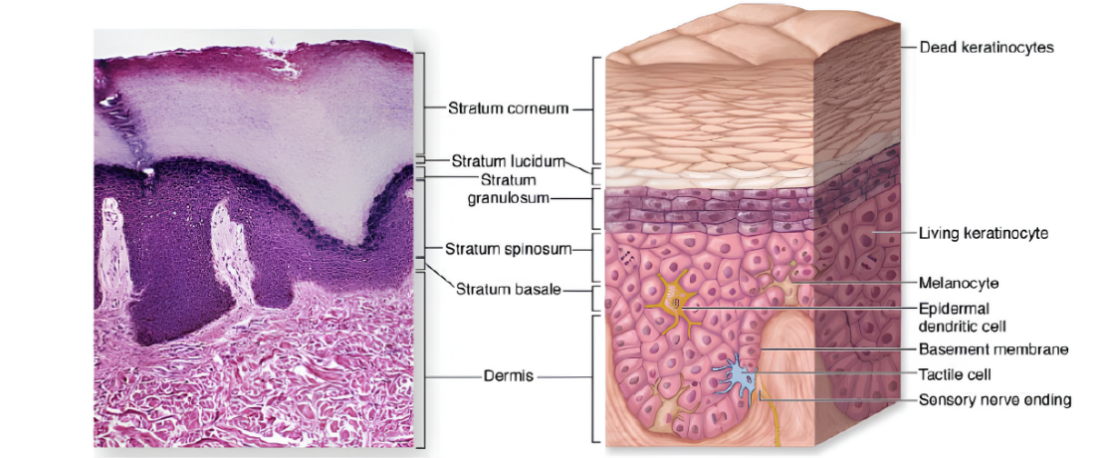 Stratum corneum
Stratum lucidum
Stratum
granulosum
Stratum spinosum
Stratum basale
Dermis
Dead keratinocytes
Living keratinocyte
Melanocyte
Epidermal
dendritic cell
Basement membrane
Tactile cell
Sensory nerve ending